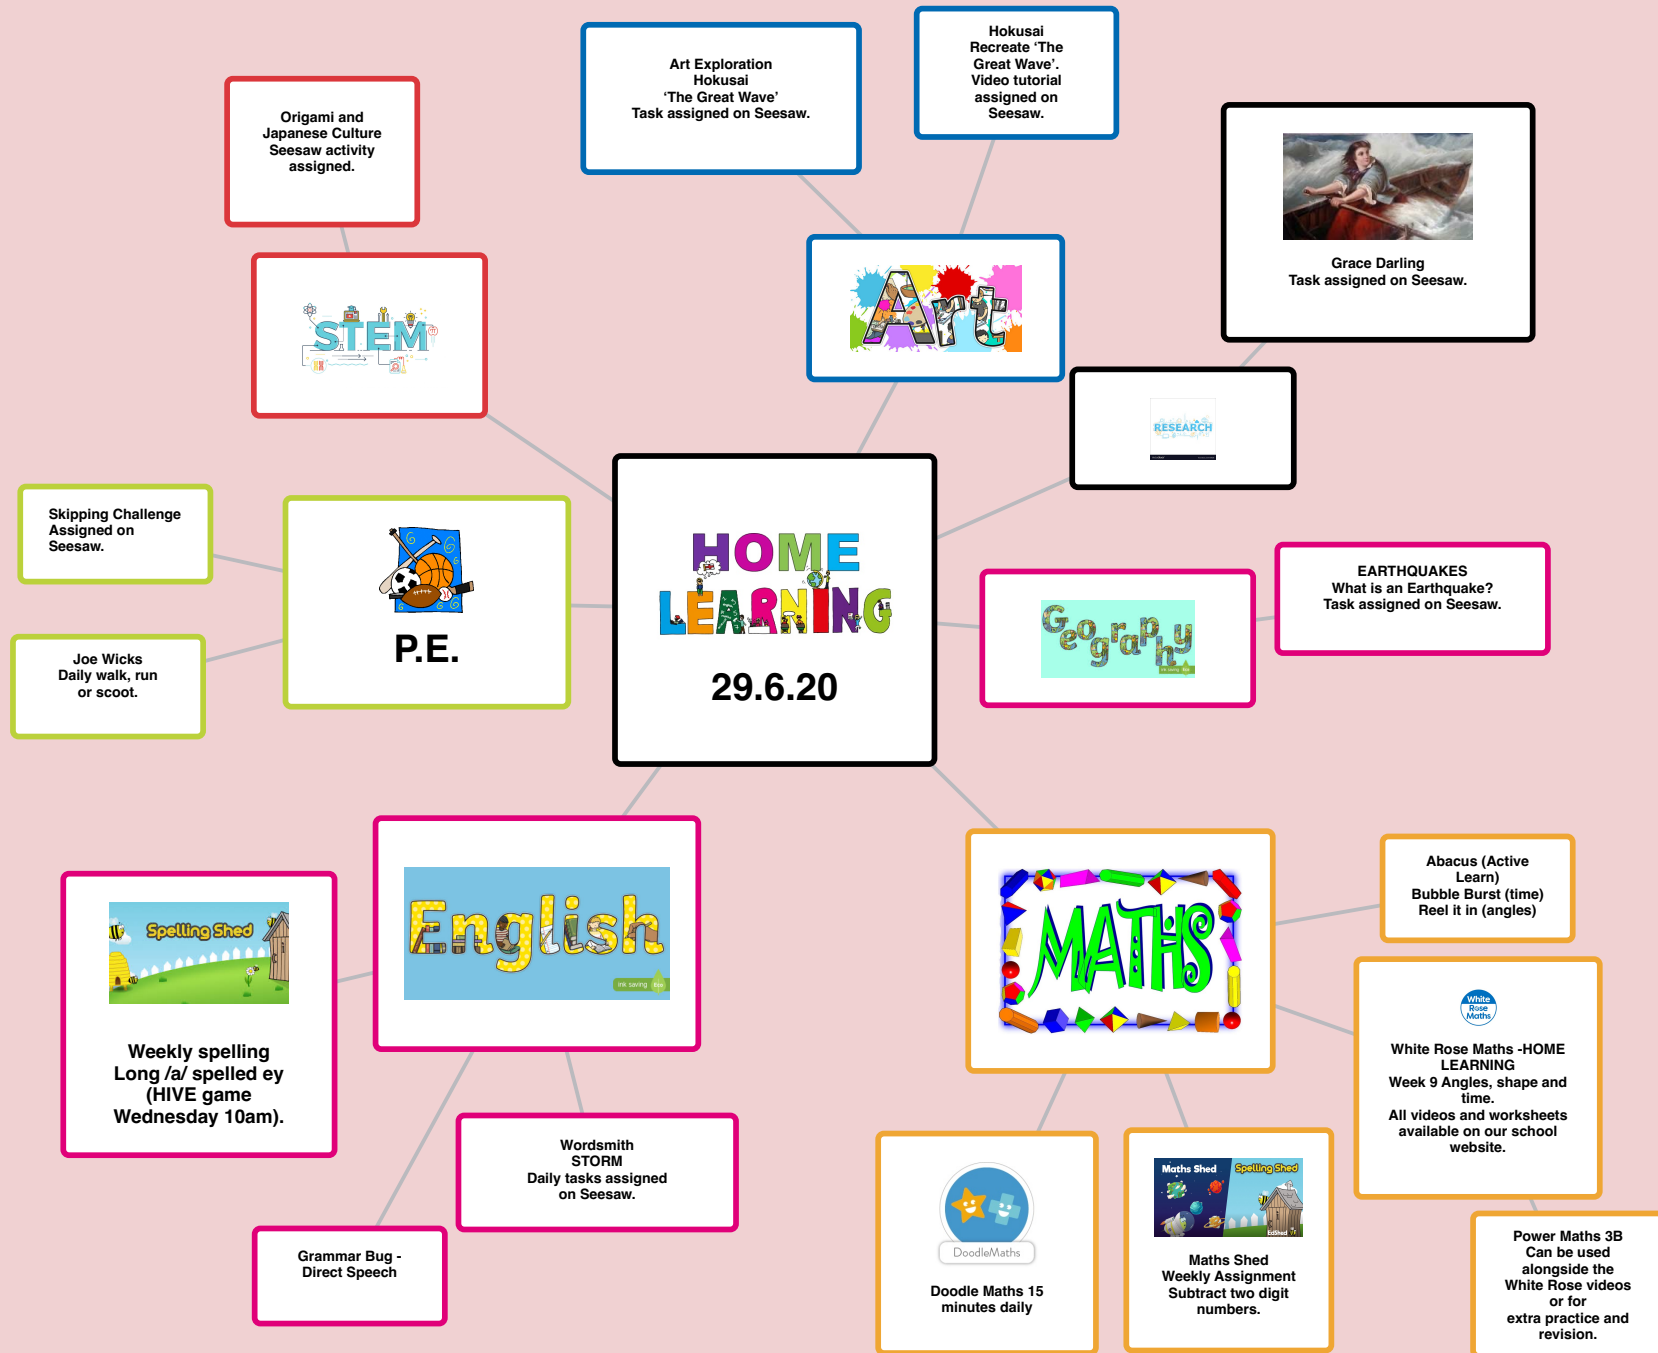 Hokusai
Recreate ‘The
Great Wave’.
Video tutorial
assigned on
Seesaw.
Art Exploration
Hokusai
‘The Great Wave’
Task assigned on Seesaw.
Origami and
Japanese Culture
Seesaw activity
assigned.
Grace Darling
Task assigned on Seesaw.
STEM
Art
RESEARCH
HOME
LEARNING
29.6.20
Skipping Challenge
Assigned on
Seesaw.
P.E.
Joe Wicks
Daily walk, run
or scoot.
Geography
ink saving
EARTHQUAKES
What is an Earthquake?
Task assigned on Seesaw.
English
ink saving
Eco
Spelling Shed
Weekly spelling
Long /a/ spelled ey
(HIVE game
Wednesday 10am).
Wordsmith
STORM
Daily tasks assigned
on Seesaw.
Grammar Bug -
Direct Speech
MATHS
Abacus (Active
Learn)
Bubble Burst (time)
Reel it in (angles)
White
Rose
Maths
White Rose Maths -HOME
LEARNING
Week 9 Angles, shape and
time.
All videos and worksheets
available on our school
website.
DoodleMaths
Doodle Maths 15
minutes daily
Maths Shed
Spelling Shed
EdShed
Maths Shed
Weekly Assignment
Subtract two digit
numbers.
Power Maths 3B
Can be used
alongside the
White Rose videos
or for
extra practice and
revision.